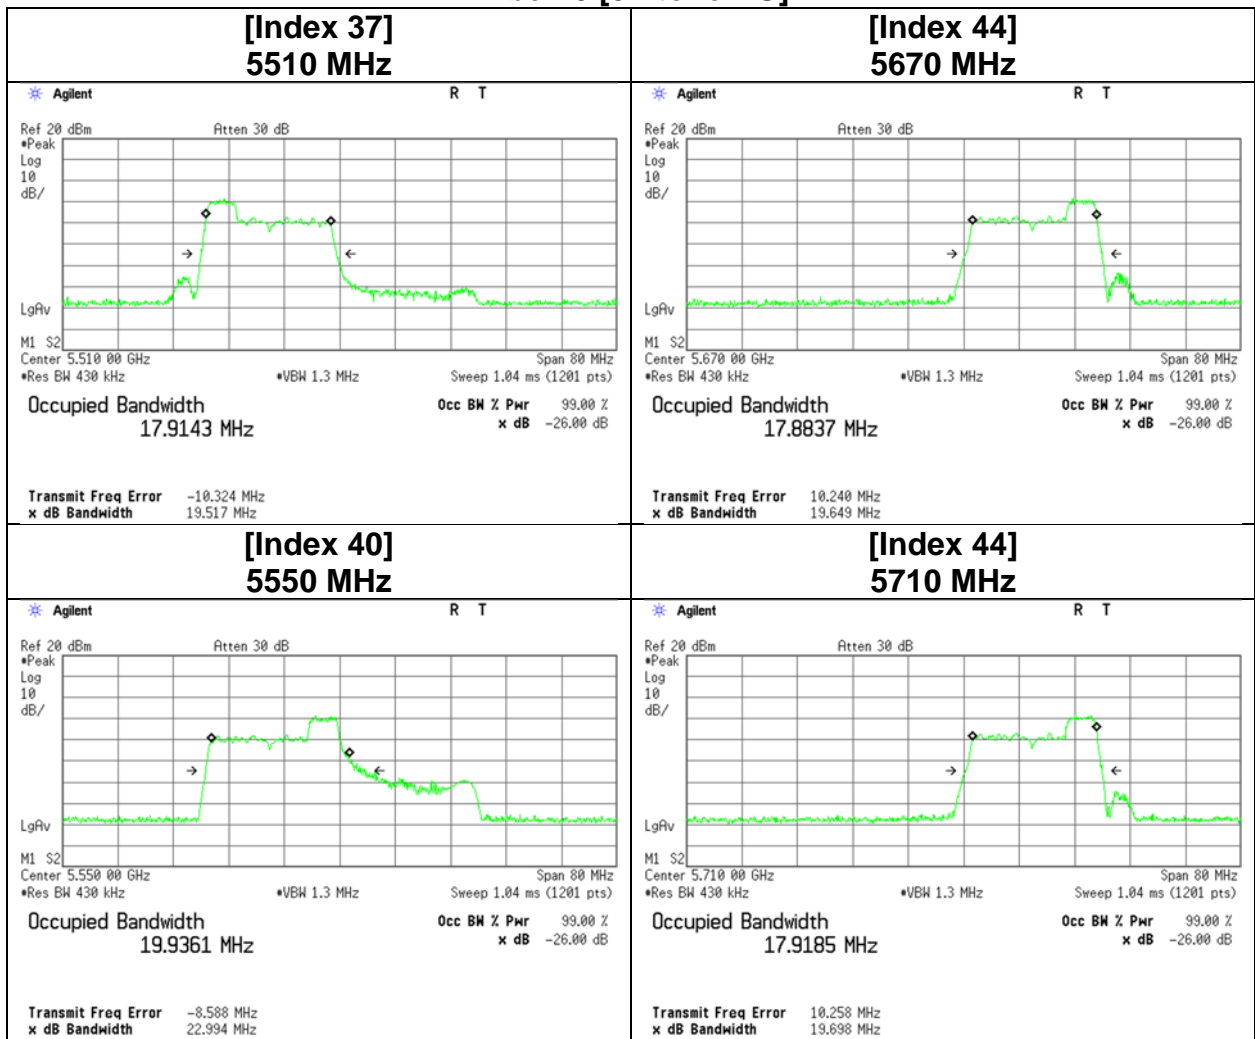 [Index 37]
5510 MHz
Agilent R T
Ref 20 dBm Atten 30 dB
*Peak
Log
10
dB/
LgAv
M1 S2
Center 5.510 00 GHz Span 80 MHz
*Res BW 430 kHz *VBW 1.3 MHz Sweep 1.04 ms (1201 pts)
Occupied Bandwidth Occ BW % Pwr 99.00 %
17.9143 MHz x dB -26.00 dB
Transmit Freq Error -10.324 MHz
x dB Bandwidth 19.517 MHz
[Index 44]
5670 MHz
Agilent R T
Ref 20 dBm Atten 30 dB
*Peak
Log
10
dB/
LgAv
M1 S2
Center 5.670 00 GHz Span 80 MHz
*Res BW 430 kHz *VBW 1.3 MHz Sweep 1.04 ms (1201 pts)
Occupied Bandwidth Occ BW % Pwr 99.00 %
17.8837 MHz x dB -26.00 dB
Transmit Freq Error 10.240 MHz
x dB Bandwidth 19.649 MHz
[Index 40]
5550 MHz
Agilent R T
Ref 20 dBm Atten 30 dB
*Peak
Log
10
dB/
LgAv
M1 S2
Center 5.550 00 GHz Span 80 MHz
*Res BW 430 kHz *VBW 1.3 MHz Sweep 1.04 ms (1201 pts)
Occupied Bandwidth Occ BW % Pwr 99.00 %
19.9361 MHz x dB -26.00 dB
Transmit Freq Error -8.588 MHz
x dB Bandwidth 22.994 MHz
[Index 44]
5710 MHz
Agilent R T
Ref 20 dBm Atten 30 dB
*Peak
Log
10
dB/
LgAv
M1 S2
Center 5.710 00 GHz Span 80 MHz
*Res BW 430 kHz *VBW 1.3 MHz Sweep 1.04 ms (1201 pts)
Occupied Bandwidth Occ BW % Pwr 99.00 %
17.9185 MHz x dB -26.00 dB
Transmit Freq Error 10.258 MHz
x dB Bandwidth 19.698 MHz